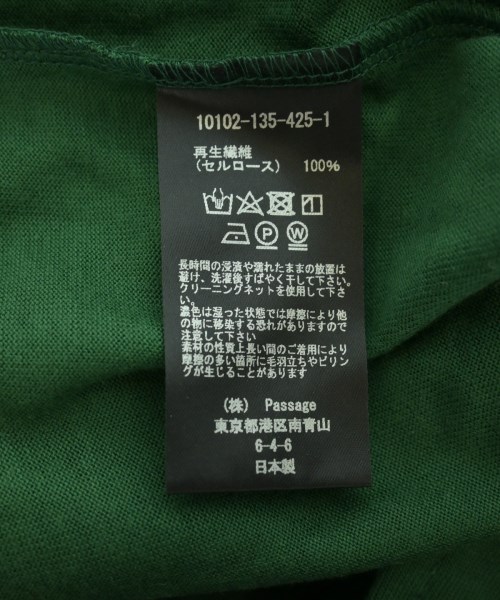 10102-135-425-1
再生繊維
(セルロース) 100%
長時間の浸漬や濡れたままの放置は
避け、洗濯後すばやく干して下さい。
クリーニングネットを使用して下さ
い。
濃色は湿った状態では摩擦により他
の物に移染する恐れがありますので
注意して下さい
素材の性質上長い間のご着用により
摩擦の多い箇所に毛羽立ちやピリン
グが生じることがあります
(株) Passage
東京都港区南青山
6-4-6
日本製